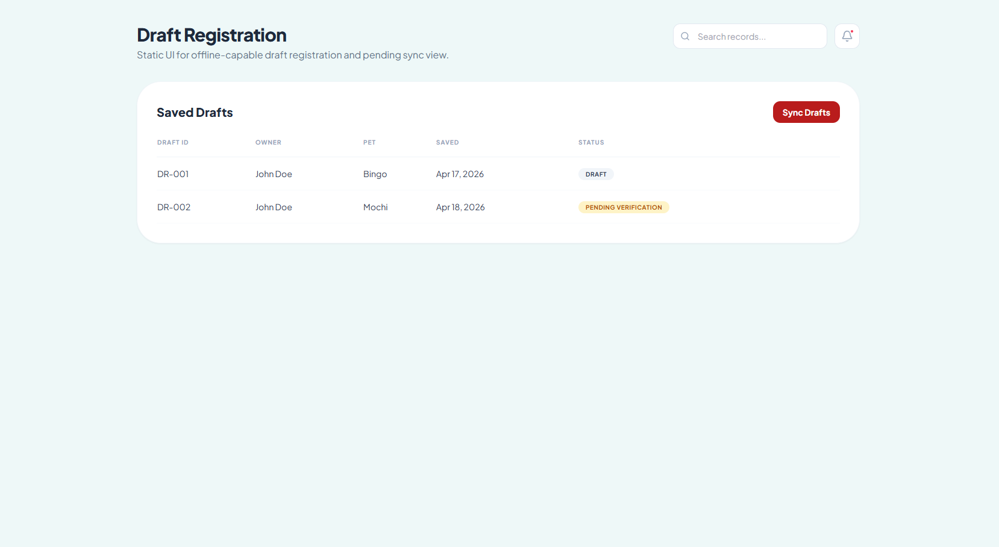 Draft Registration
Search records...
Static UI for offline-capable draft registration and pending sync view.
Saved Drafts
Sync Drafts
DRAFT ID OWNER PET SAVED STATUS
DR-001 John Doe Bingo Apr 17, 2026 DRAFT
DR-002 John Doe Mochi Apr 18, 2026 PENDING VERIFICATION